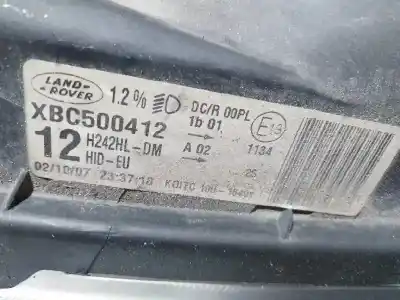 LAND-
ROVER
1.2% DC/R 00PL
XBC500412 1b 01 E13
12 H242HL-DM A 02 1134
HID-EU
02/10/07 23:37:18 25